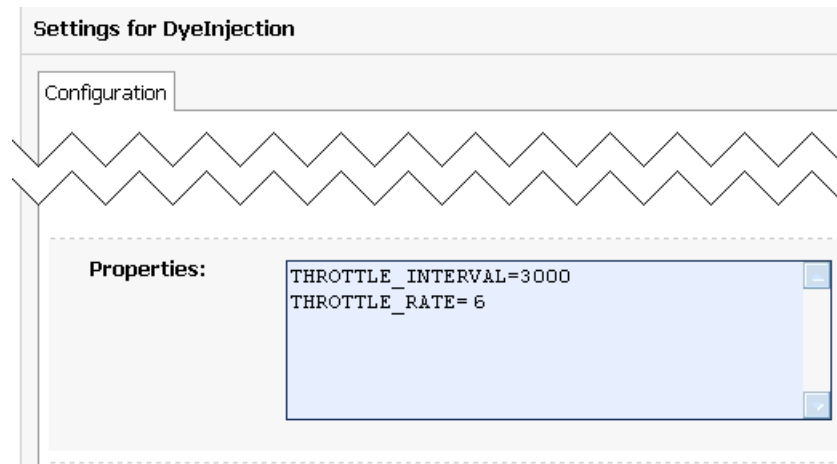 Settings for DyeInjection
Configuration
Properties:
THROTTLE_INTERVAL=3000
THROTTLE_RATE= 6